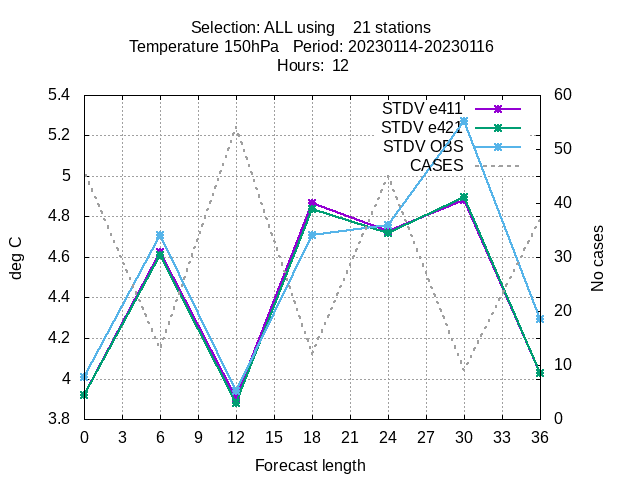 Selection: ALL using    21 stations
Temperature 150hPa   Period: 20230114-20230116
Hours:  12
STDV e411
STDV e421
STDV OBS
CASES
deg C
5.4
5.2
5
4.8
4.6
4.4
4.2
4
3.8
60
50
40
30
20
10
0
No cases
0 3 6 9 12 15 18 21 24 27 30 33 36
Forecast length